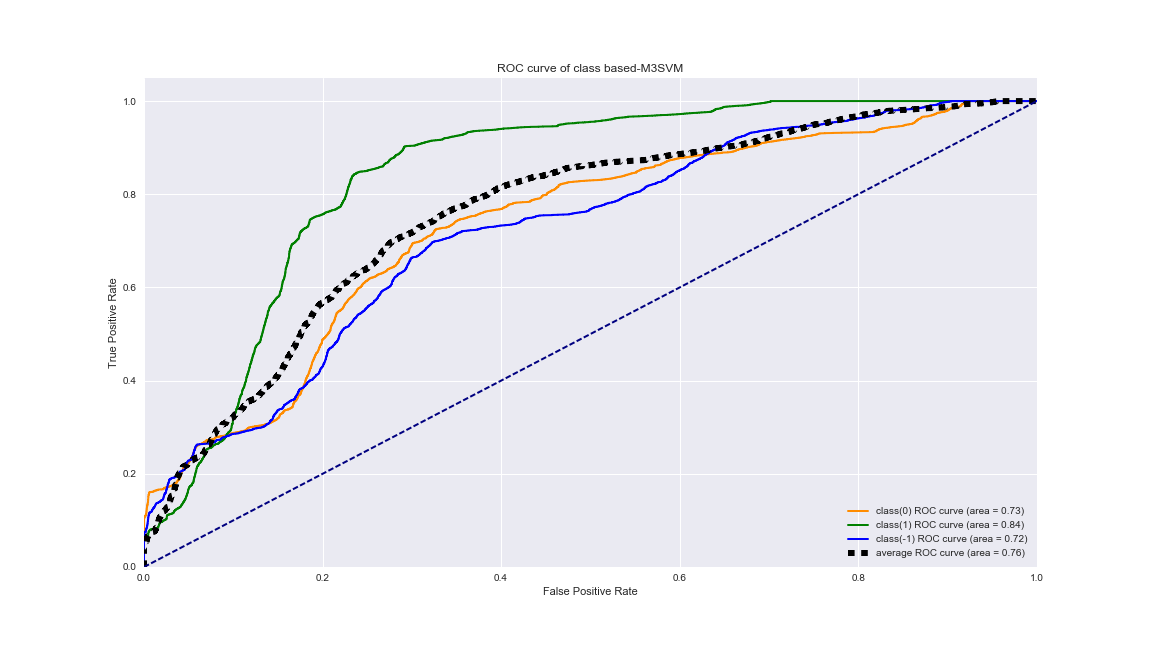 ROC curve of class based-M3SVM
True Positive Rate
1.0
0.8
0.6
0.4
0.2
0.0
0.0 0.2 0.4 0.6 0.8 1.0
False Positive Rate
class(0) ROC curve (area = 0.73)
class(1) ROC curve (area = 0.84)
class(-1) ROC curve (area = 0.72)
average ROC curve (area = 0.76)